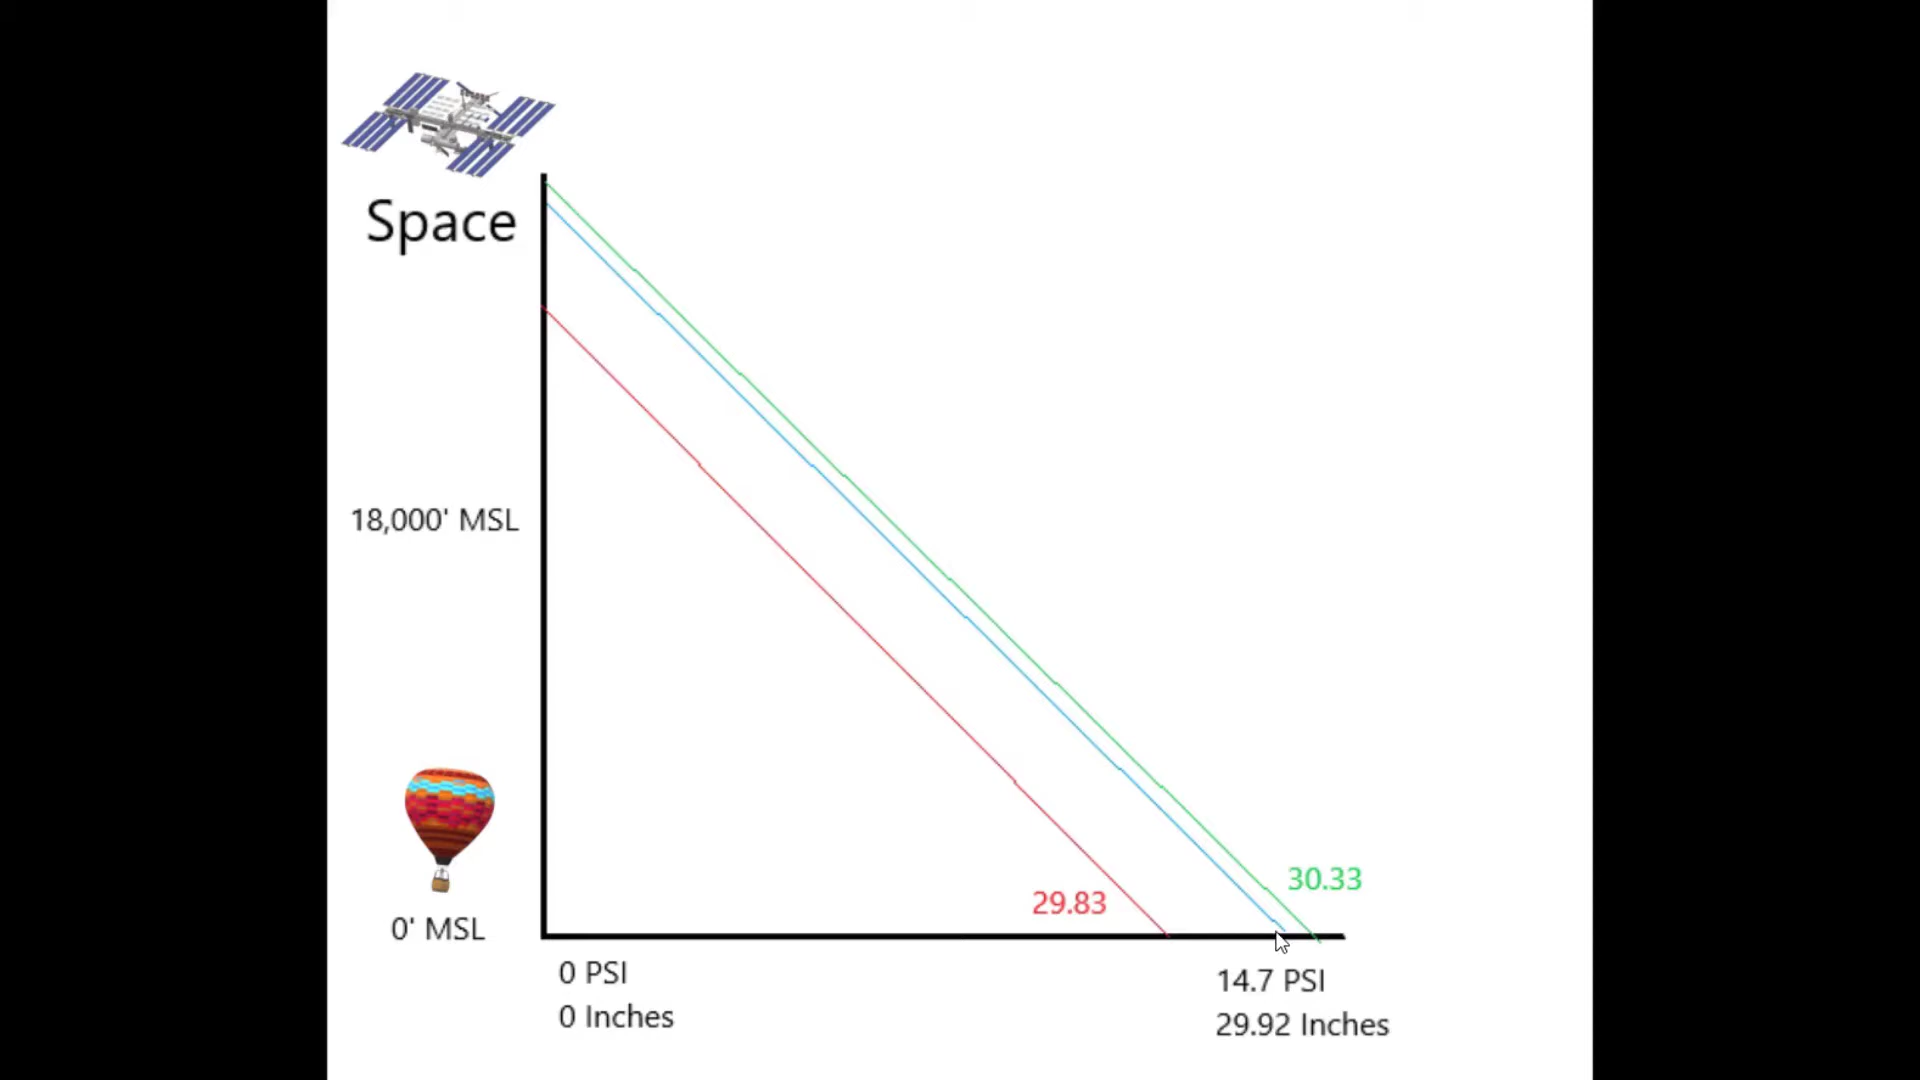 Space
18,000' MSL
30.33
29.83
0' MSL
0 PSI
0 Inches
14.7 PSI
29.92 Inches